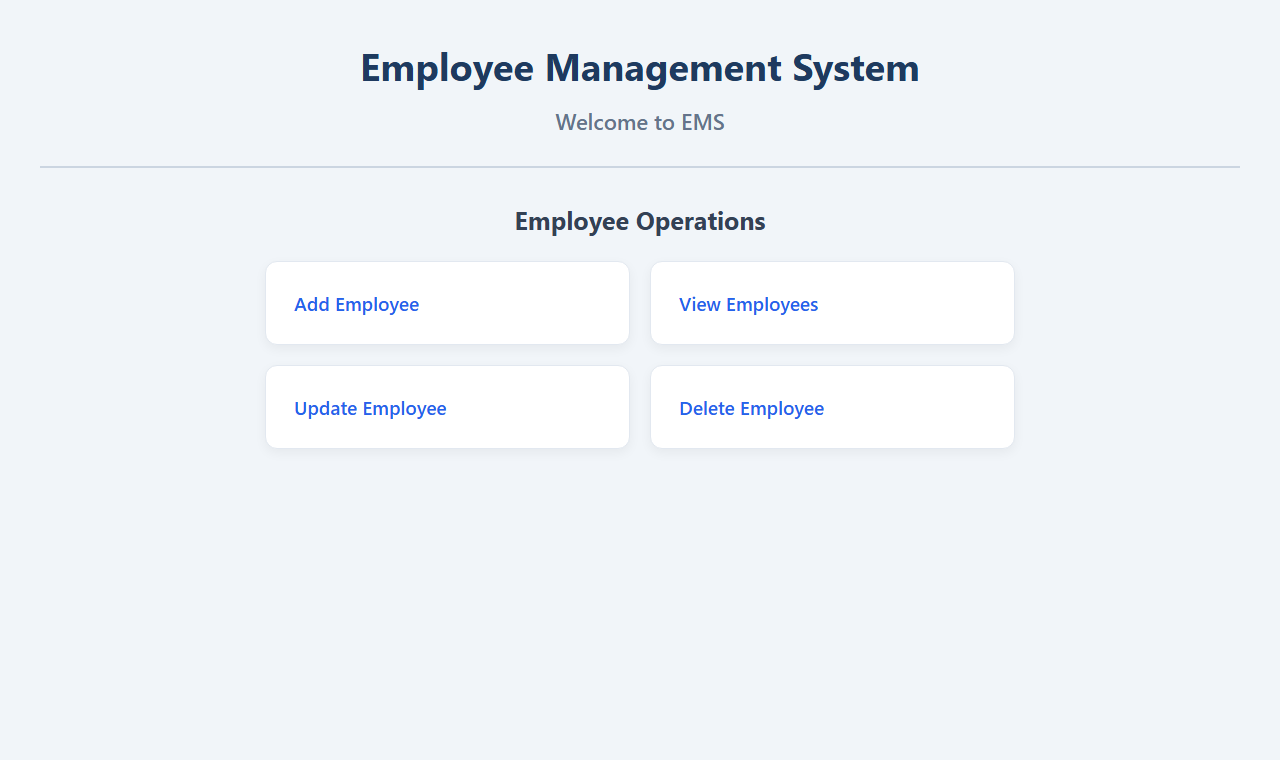 Employee Management System
Welcome to EMS
Employee Operations
Add Employee
View Employees
Update Employee
Delete Employee